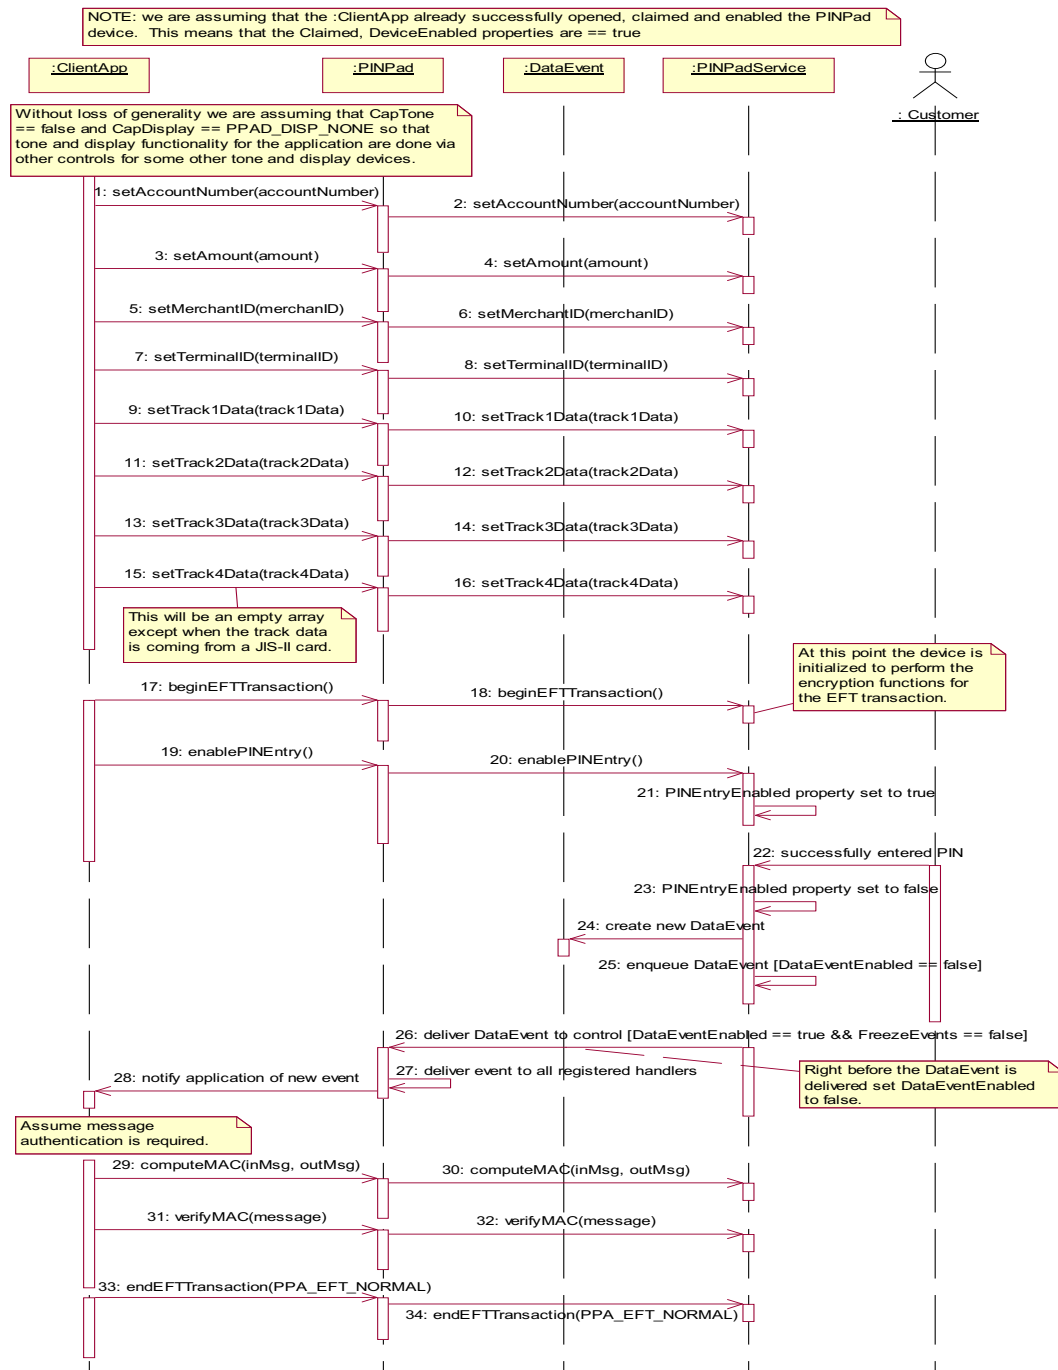 NOTE: we are assuming that the :ClientApp already successfully opened, claimed and enabled the PINPad
device.  This means that the Claimed, DeviceEnabled properties are == true
:ClientApp
:PINPad
:DataEvent
:PINPadService
: Customer
Without loss of generality we are assuming that CapTone
== false and CapDisplay == PPAD_DISP_NONE so that
tone and display functionality for the application are done via
other controls for some other tone and display devices.
1: setAccountNumber(accountNumber)
2: setAccountNumber(accountNumber)
3: setAmount(amount)
4: setAmount(amount)
5: setMerchantID(merchanID)
6: setMerchantID(merchanID)
7: setTerminalID(terminalID)
8: setTerminalID(terminalID)
9: setTrack1Data(track1Data)
10: setTrack1Data(track1Data)
11: setTrack2Data(track2Data)
12: setTrack2Data(track2Data)
13: setTrack3Data(track3Data)
14: setTrack3Data(track3Data)
15: setTrack4Data(track4Data)
16: setTrack4Data(track4Data)
This will be an empty array
except when the track data
is coming from a JIS-II card.
At this point the device is
initialized to perform the
encryption functions for
the EFT transaction.
17: beginEFTTransaction()
18: beginEFTTransaction()
19: enablePINEntry()
20: enablePINEntry()
21: PINEntryEnabled property set to true
22: successfully entered PIN
23: PINEntryEnabled property set to false
24: create new DataEvent
25: enqueue DataEvent [DataEventEnabled == false]
26: deliver DataEvent to control [DataEventEnabled == true && FreezeEvents == false]
27: deliver event to all registered handlers
28: notify application of new event
Right before the DataEvent is
delivered set DataEventEnabled
to false.
Assume message
authentication is required.
29: computeMAC(inMsg, outMsg)
30: computeMAC(inMsg, outMsg)
31: verifyMAC(message)
32: verifyMAC(message)
33: endEFTTransaction(PPA_EFT_NORMAL)
34: endEFTTransaction(PPA_EFT_NORMAL)